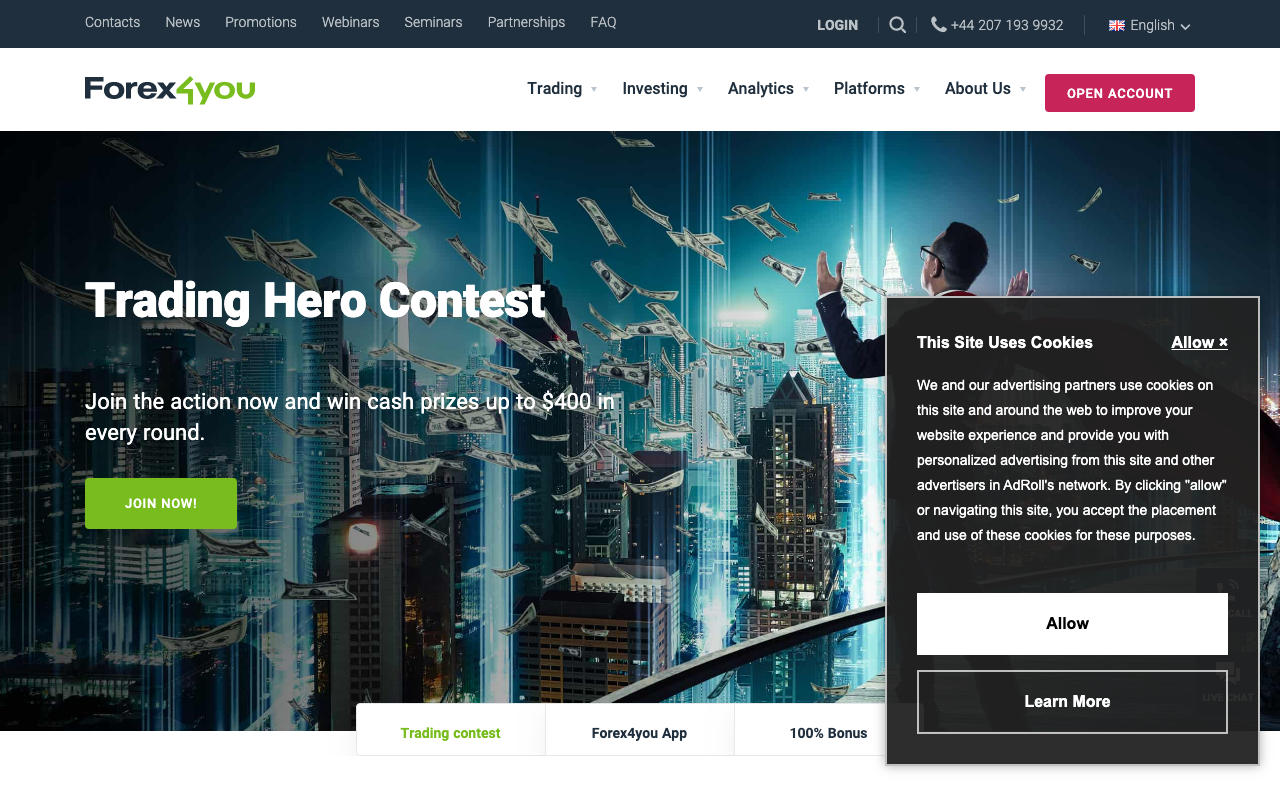 Contacts News Promotions Webinars Seminars Partnerships FAQ LOGIN +44 207 193 9932 English
Forex4you Trading Investing Analytics Platforms About Us OPEN ACCOUNT
Trading Hero Contest
Join the action now and win cash prizes up to $400 in
every round.
JOIN NOW!
This Site Uses Cookies Allow ×
We and our advertising partners use cookies on
this site and around the web to improve your
website experience and provide you with
personalized advertising from this site and other
advertisers in AdRoll's network. By clicking "allow"
or navigating this site, you accept the placement
and use of these cookies for these purposes.
Allow
Learn More
LIVE CHAT
Trading contest Forex4you App 100% Bonus